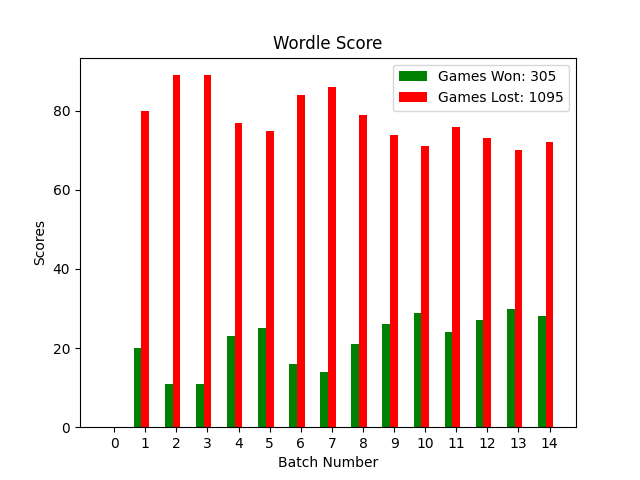 Wordle Score
Games Won: 305
Games Lost: 1095
80
60
40
20
0
Scores
0 1 2 3 4 5 6 7 8 9 10 11 12 13 14
Batch Number